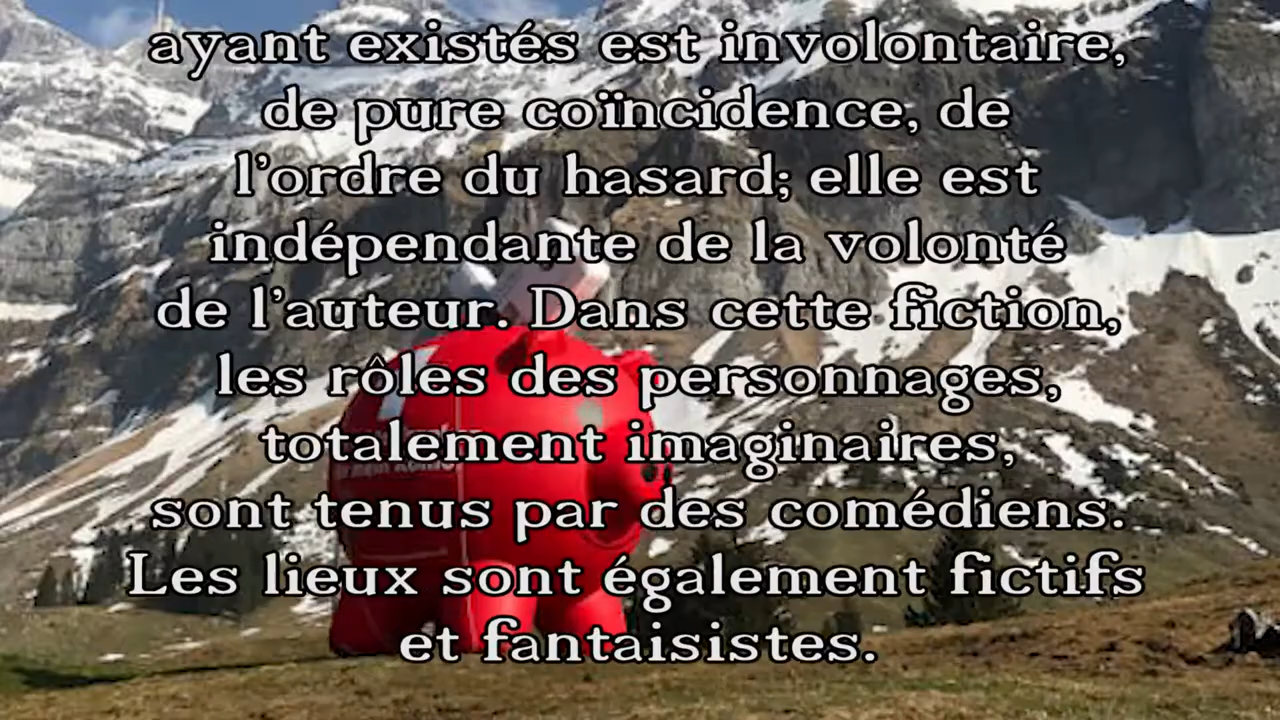 ayant existés est involontaire,
de pure coïncidence, de
l'ordre du hasard; elle est
indépendante de la volonté
de l'auteur. Dans cette fiction,
les rôles des personnages,
totalement imaginaires,
sont tenus par des comédiens.
Les lieux sont également fictifs
et fantaisistes.